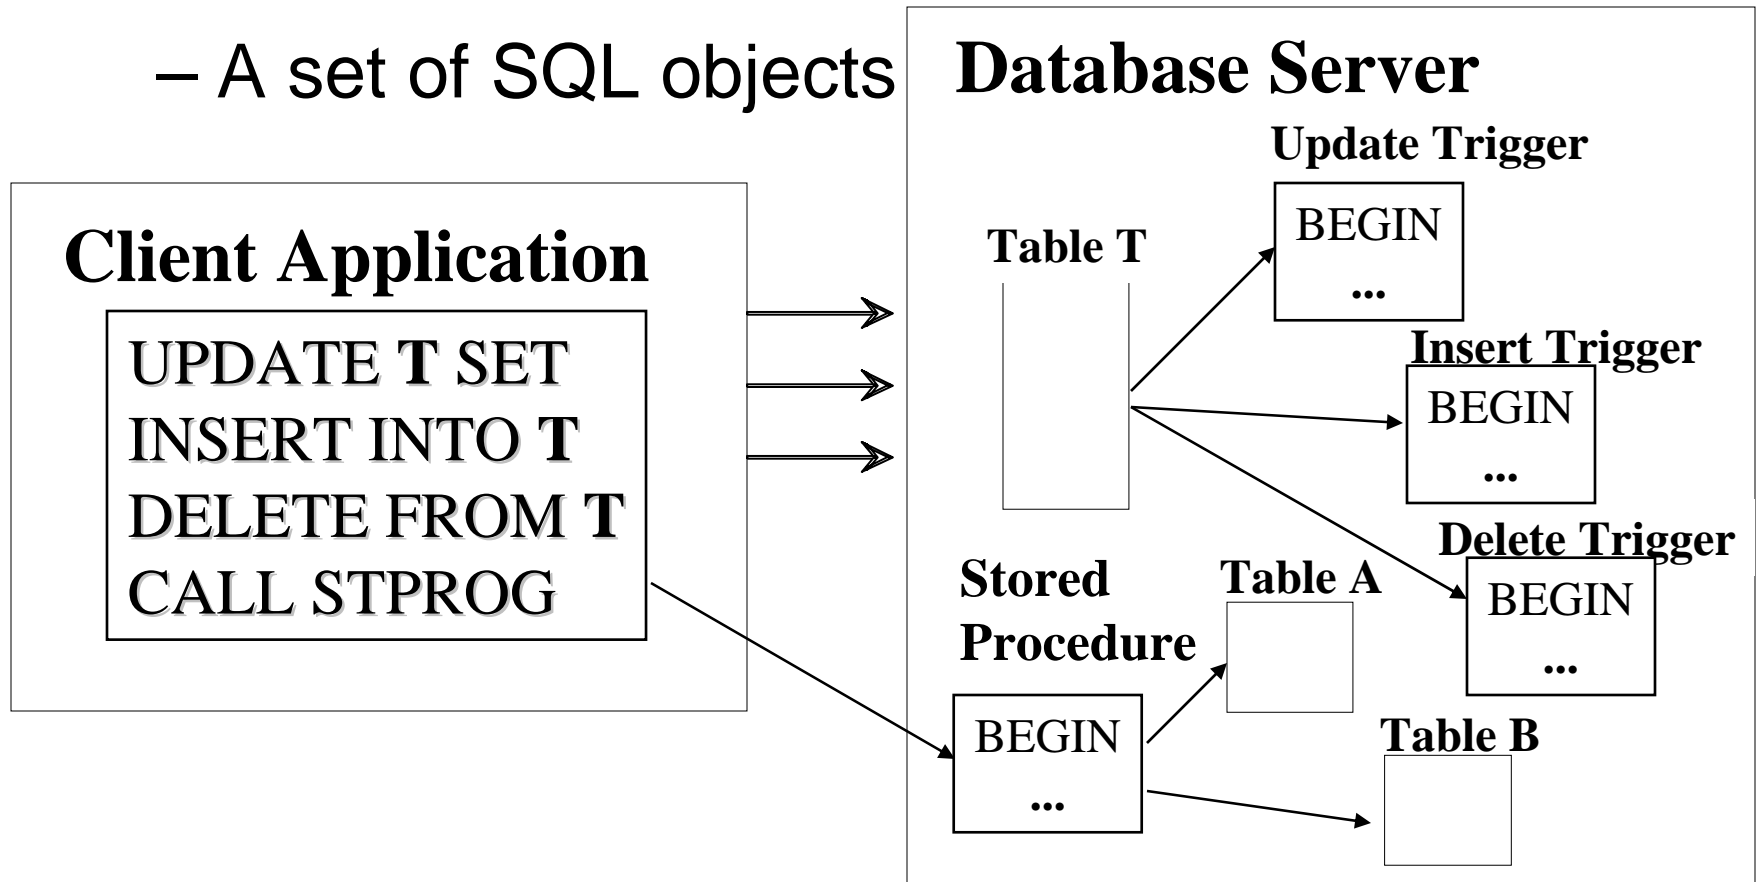 – A set of SQL objects
Client Application
UPDATE T SET
INSERT INTO T
DELETE FROM T
CALL STPROG
Database Server
Update Trigger
BEGIN
...
Table T
Insert Trigger
BEGIN
...
Delete Trigger
BEGIN
...
Stored
Procedure
BEGIN
...
Table A
Table B